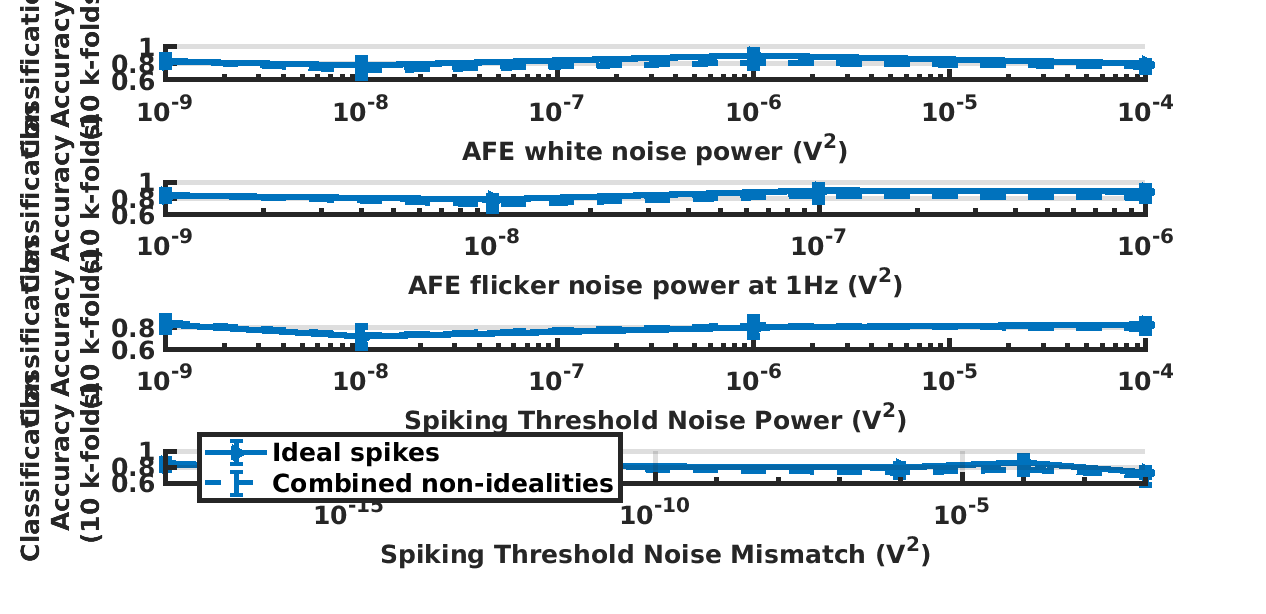 Classification
Accuracy
(10 k-folds)
1
0.8
0.6
10^-9 10^-8 10^-7 10^-6 10^-5 10^-4
AFE white noise power (V^2)
Classification
Accuracy
(10 k-folds)
1
0.8
0.6
10^-9 10^-8 10^-7 10^-6
AFE flicker noise power at 1Hz (V^2)
Classification
Accuracy
(10 k-folds)
0.8
0.6
10^-9 10^-8 10^-7 10^-6 10^-5 10^-4
Spiking Threshold Noise Power (V^2)
Classification
Accuracy
(10 k-folds)
1
0.8
0.6
Ideal spikes
Combined non-idealities
10^-15 10^-10 10^-5
Spiking Threshold Noise Mismatch (V^2)